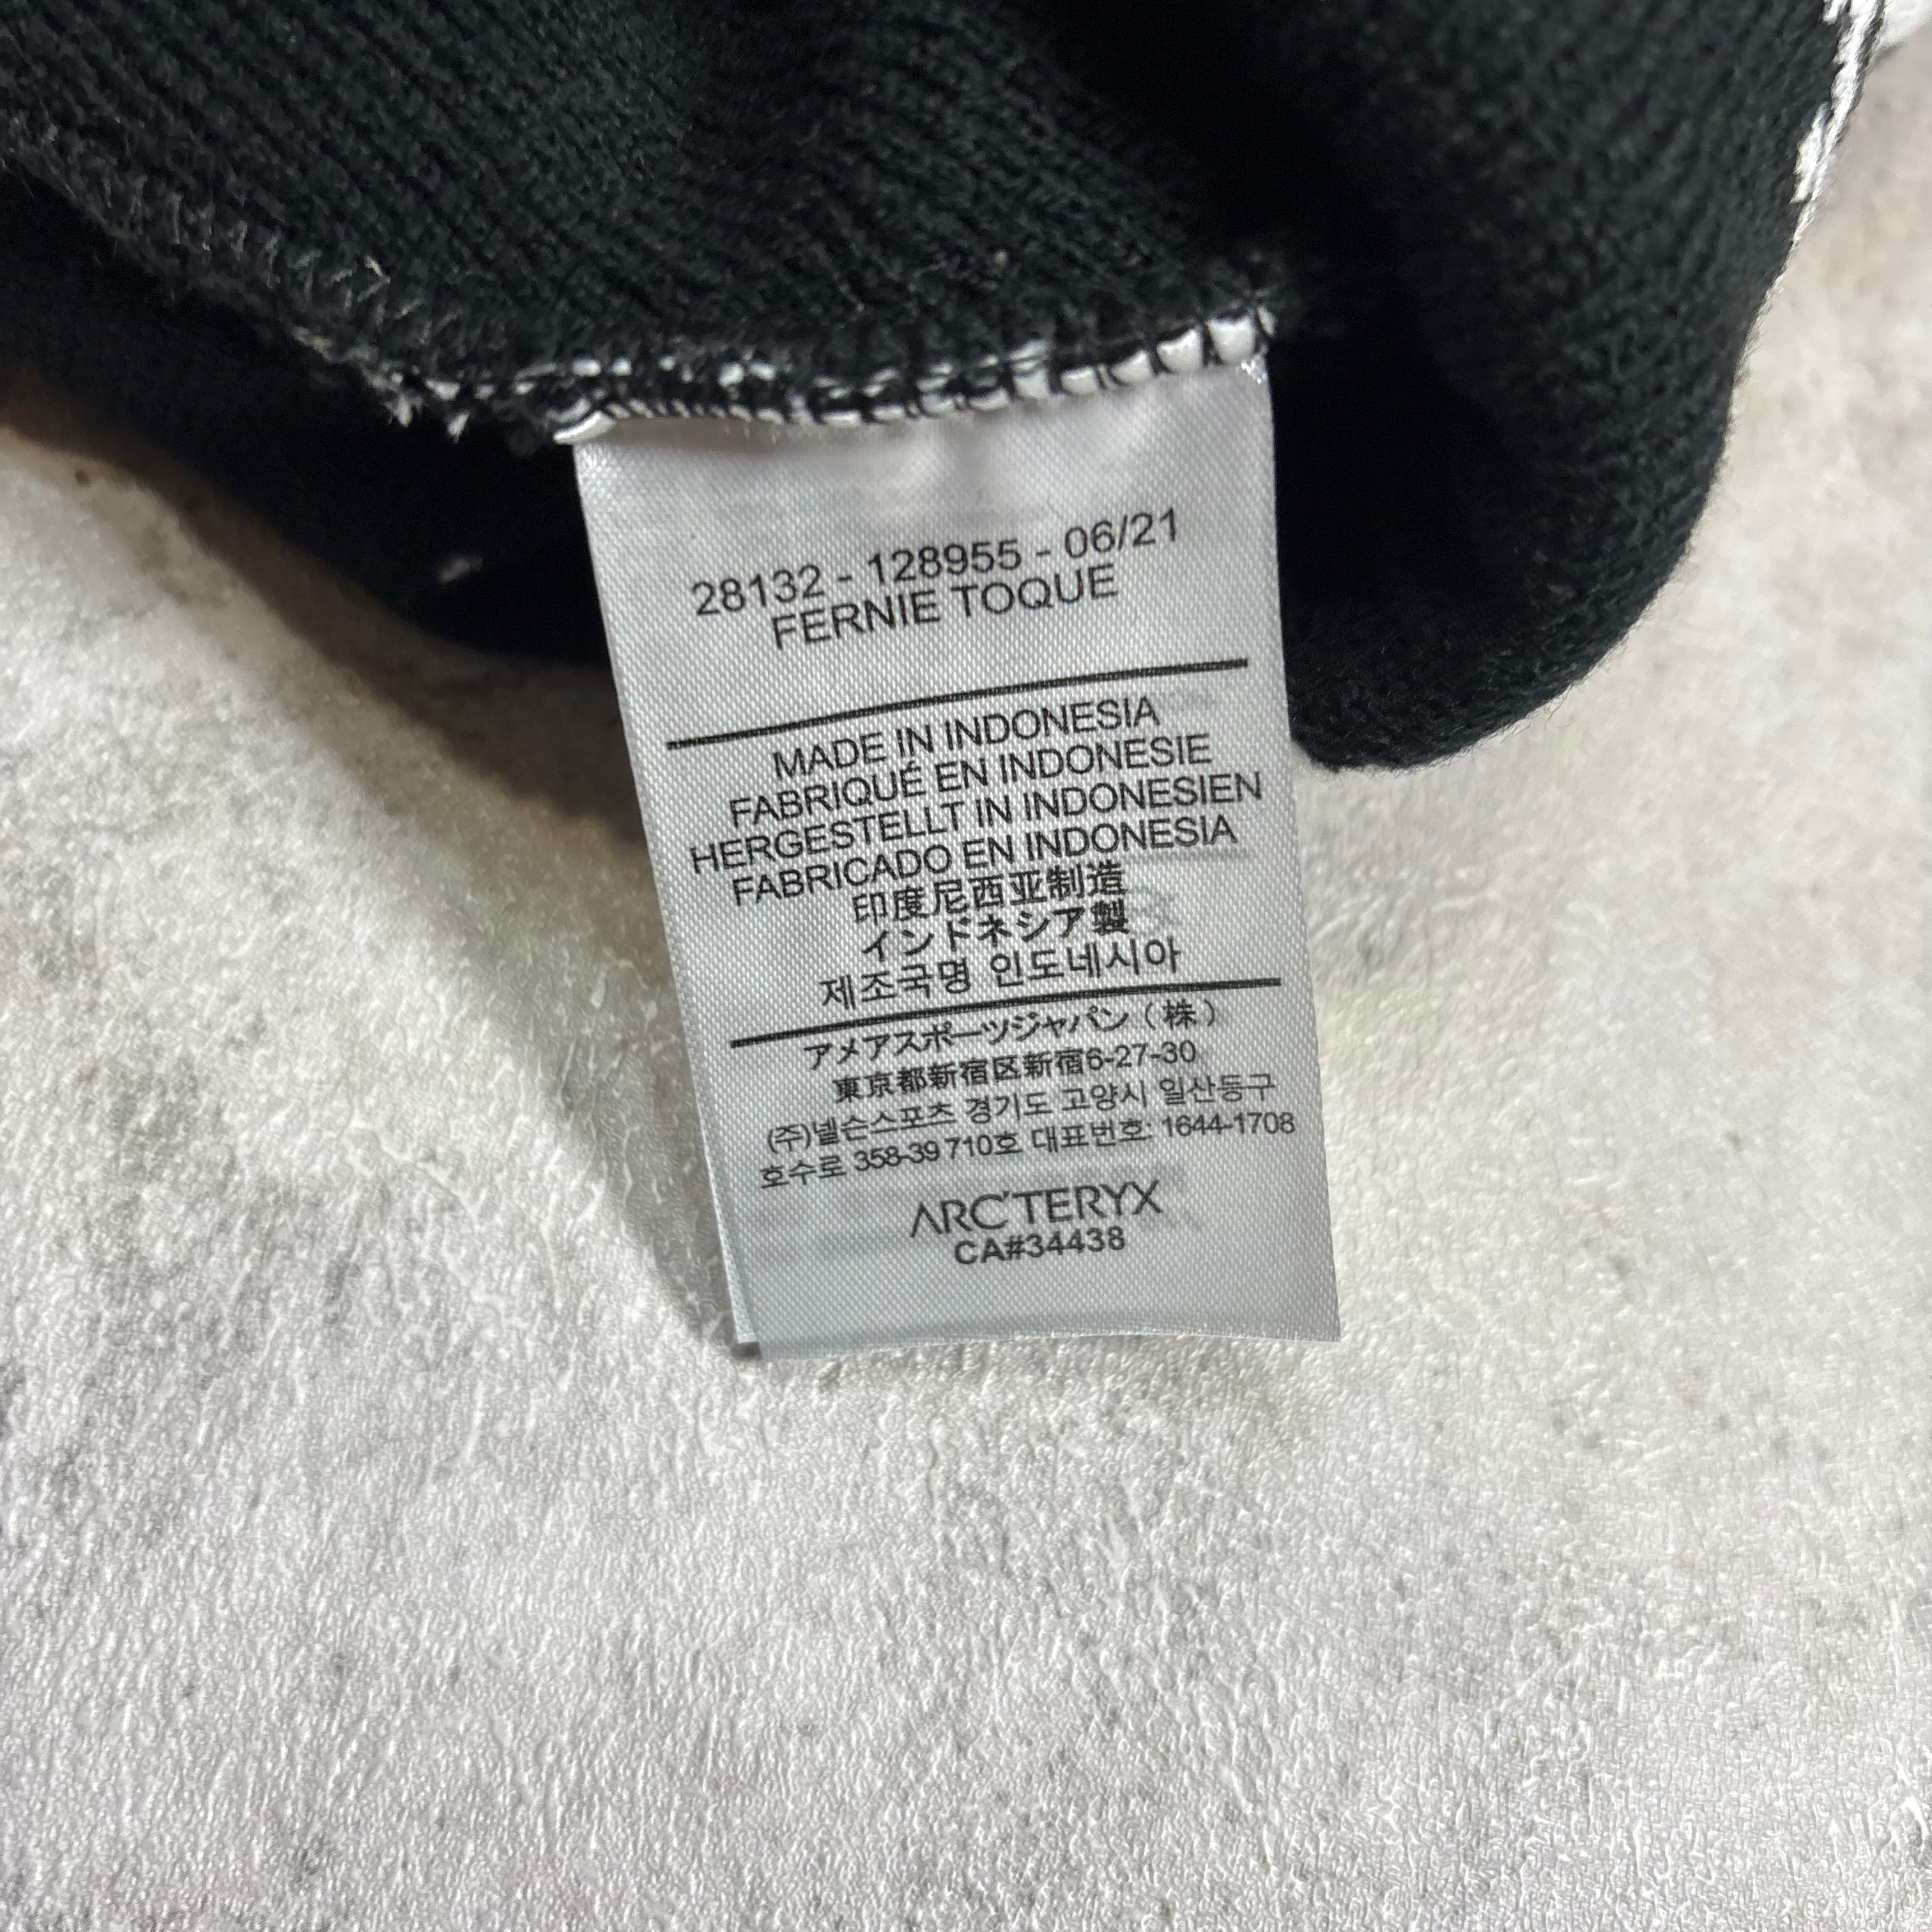 28132 - 128955 - 06/21
FERNIE TOQUE
MADE IN INDONESIA
FABRIQUÉ EN INDONESIE
HERGESTELLT IN INDONESIEN
FABRICADO EN INDONESIA
印度尼西亚制造
インドネシア製
제조국명 인도네시아
アメアスポーツジャパン（株）
東京都新宿区新宿6-27-30
(주)넬슨스포츠 경기도 고양시 일산동구
호수로 358-39 710호 대표번호: 1644-1708
ARC'TERYX
CA#34438